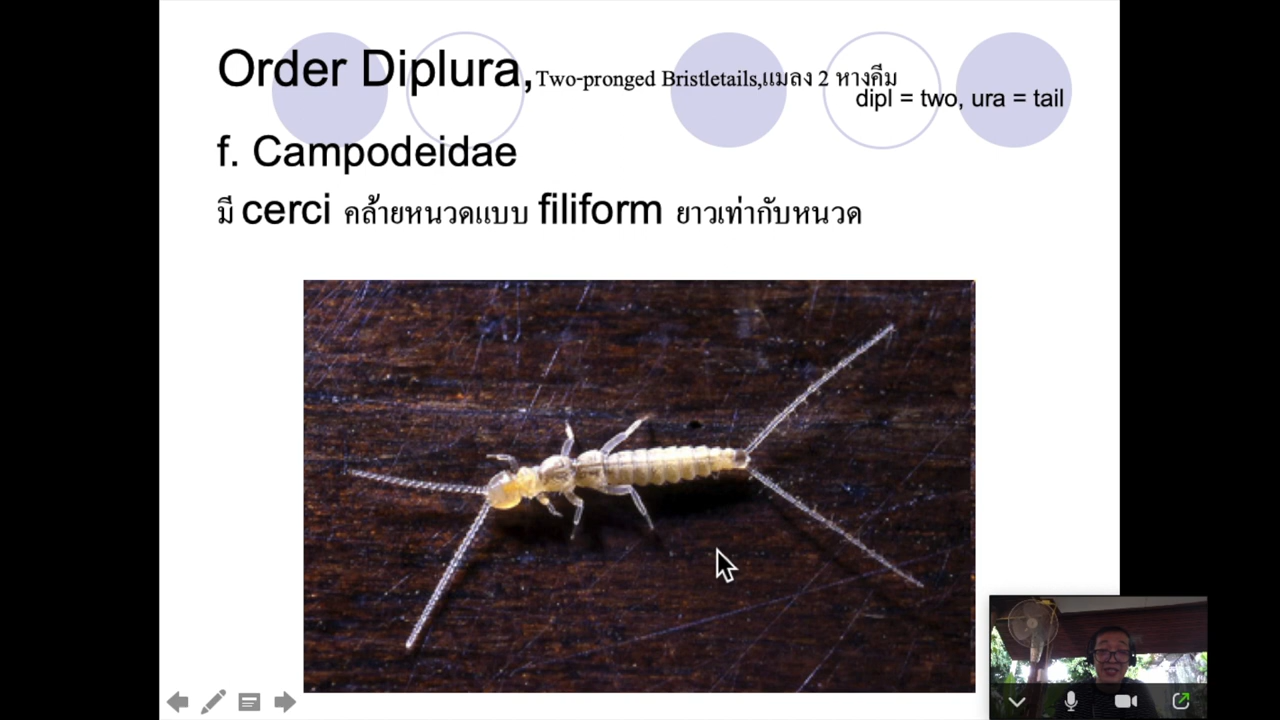 Order Diplura,Two-pronged Bristletails,แมลง 2 หางคีม
dipl = two, ura = tail
f. Campodeidae
มี cerci คล้ายหนวดแบบ filiform ยาวเท่ากับหนวด